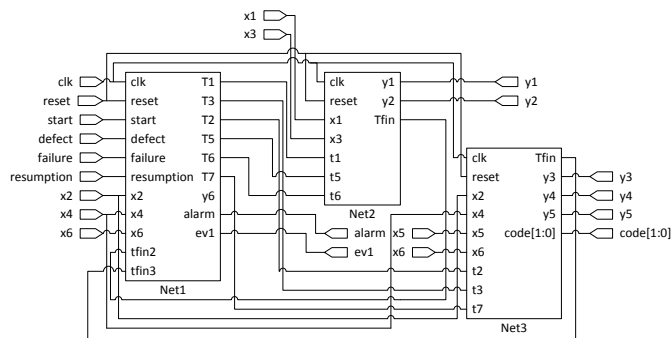 x1
x3
clk
reset
start
defect
failure
resumption
x2
x4
x6
clk T1
reset T3
start T2
defect T5
failure T6
resumption T7
x2 y6
x4 alarm
x6 ev1
tfin2
tfin3
Net1
clk y1
reset y2
x1 Tfin
x3
t1
t5
t6
Net2
y1
y2
alarm
ev1
x5
x6
clk Tfin
reset y3
x2 y4
x4 y5
x5 code[1:0]
x6
t2
t3
t7
Net3
y3
y4
y5
code[1:0]